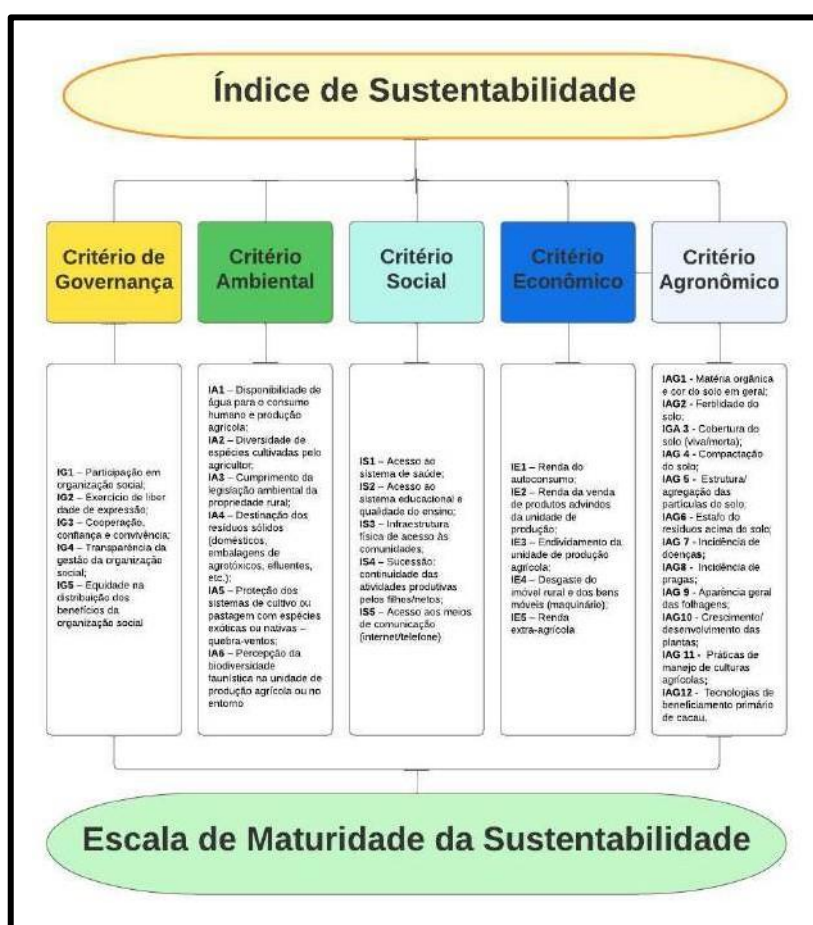 Índice de Sustentabilidade
Critério de
Governança
Critério
Ambiental
Critério
Social
Critério
Econômico
Critério
Agronômico
IG1 – Participação em
organização social;
IG2 – Exercício de liber
dade de expressão;
IG3 – Cooperação,
confiança e convivência;
IG4 – Transparência da
gestão da organização
social;
IG5 – Equidade na
distribuição dos
benefícios da
organização social
IA1 – Disponibilidade de
água para o consumo
humano e produção
agrícola;
IA2 – Diversidade de
espécies cultivadas pelo
agricultor;
IA3 – Cumprimento da
legislação ambiental da
propriedade rural;
IA4 – Destinação dos
resíduos sólidos
(domésticos,
embalagens de
agrotóxicos, efluentes,
etc.);
IA5 – Proteção dos
sistemas de cultivo ou
pastagem com espécies
exóticas ou nativas –
quebra-ventos;
IA6 – Percepção da
biodiversidade
faunística na unidade de
produção agrícola ou no
entorno
IS1 – Acesso ao
sistema de saúde;
IS2 – Acesso ao
sistema educacional e
qualidade do ensino;
IS3 – Infraestrutura
física de acesso às
comunidades;
IS4 – Sucessão:
continuidade das
atividades produtivas
pelos filhos/netos;
IS5 – Acesso aos meios
de comunicação
(internet/telefone)
IE1 – Renda do
autoconsumo;
IE2 – Renda da venda
de produtos advindos
da unidade de
produção;
IE3 – Endividamento da
unidade de produção
agrícola;
IE4 – Desgaste do
imóvel rural e dos bens
móveis (maquinário);
IE5 – Renda
extra-agrícola
IAG1 - Matéria orgânica
e cor do solo em geral;
IAG2 - Fertilidade do
solo;
IGA 3 - Cobertura do
solo (viva/morta);
IAG 4 - Compactação
do solo;
IAG 5 - Estrutura/
agregação das
partículas do solo;
IAG6 - Estafo do
resíduos acima do solo;
IAG 7 - Incidência de
doenças;
IAG8 - Incidência de
pragas;
IAG 9 - Aparência geral
das folhagens;
IAG10 - Crescimento/
desenvolvimento das
plantas;
IAG 11 - Práticas de
manejo de culturas
agrícolas;
IAG12 - Tecnologias de
beneficiamento primário
de cacau.
Escala de Maturidade da Sustentabilidade